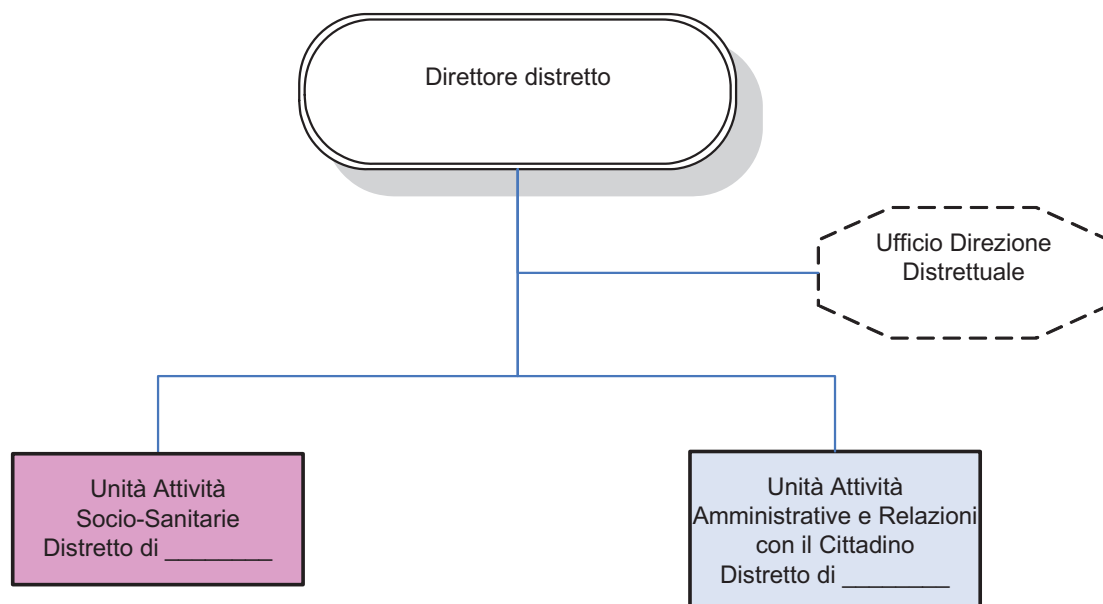 Direttore distretto
Ufficio Direzione
Distrettuale
Unità Attività
Socio-Sanitarie
Distretto di ________
Unità Attività
Amministrative e Relazioni
con il Cittadino
Distretto di ________